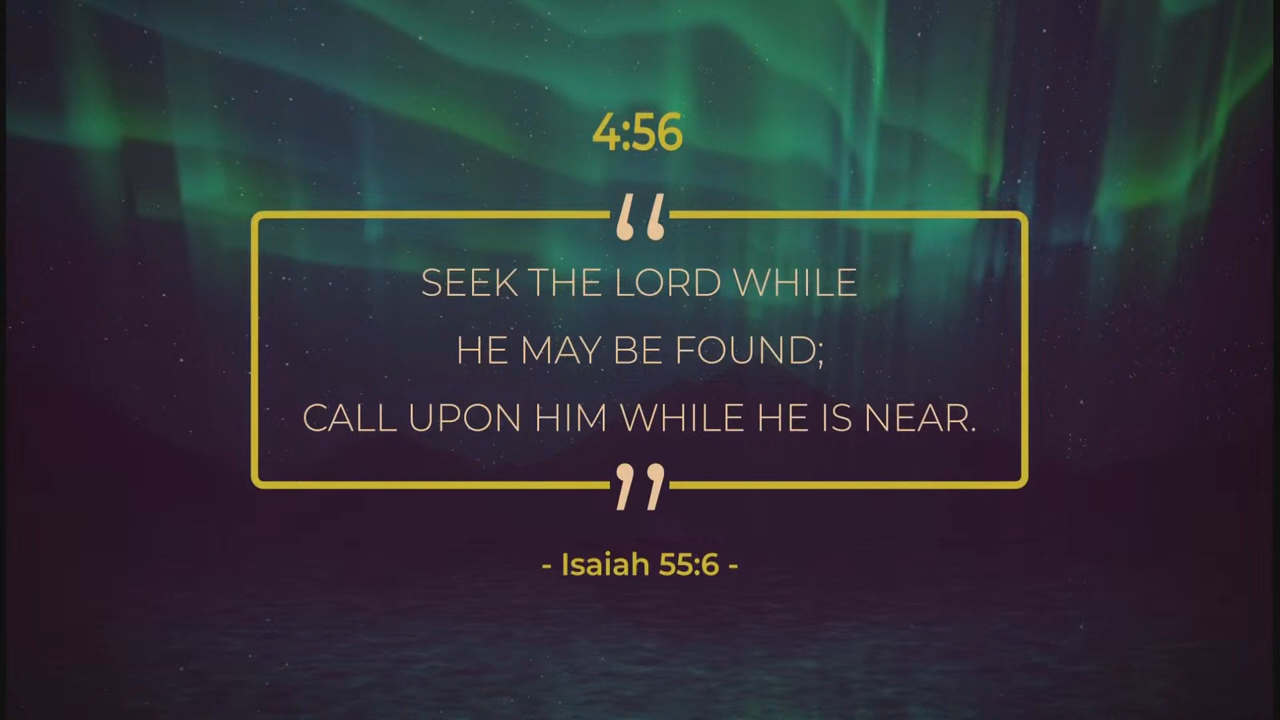 4:56
“
SEEK THE LORD WHILE
HE MAY BE FOUND;
CALL UPON HIM WHILE HE IS NEAR.
”
- Isaiah 55:6 -